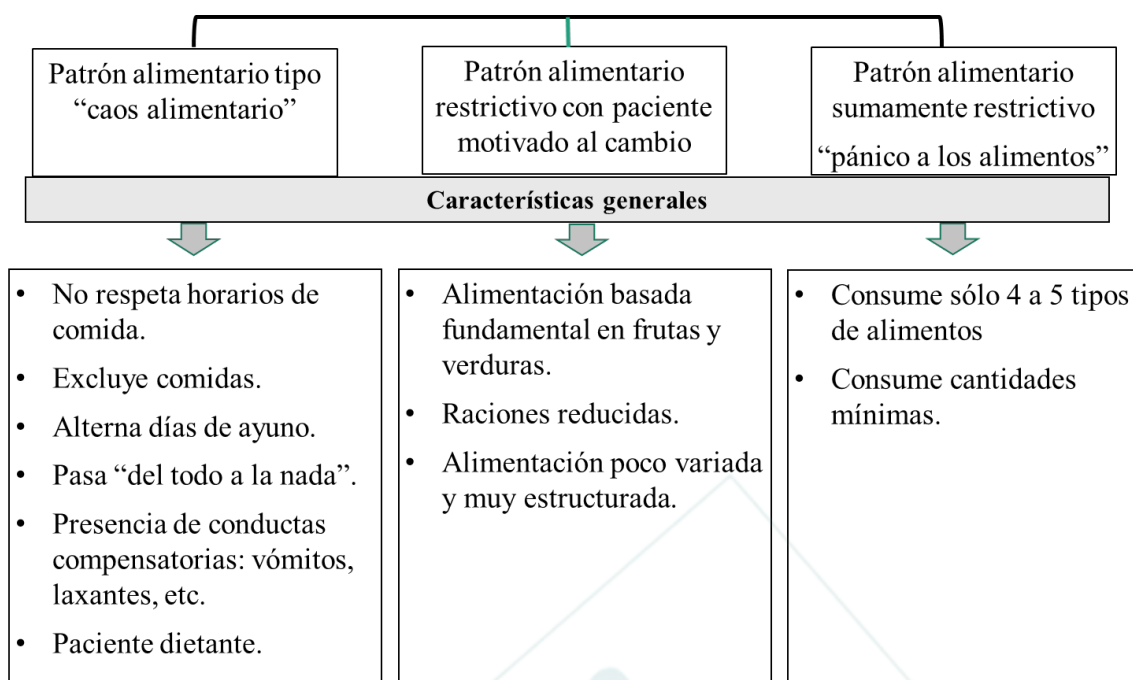 Patrón alimentario tipo
“caos alimentario”
Patrón alimentario
restrictivo con paciente
motivado al cambio
Patrón alimentario
sumamente restrictivo
“pánico a los alimentos”
Características generales
• No respeta horarios de
comida.
• Excluye comidas.
• Alterna días de ayuno.
• Pasa “del todo a la nada”.
• Presencia de conductas
compensatorias: vómitos,
laxantes, etc.
• Paciente dietante.
• Alimentación basada
fundamental en frutas y
verduras.
• Raciones reducidas.
• Alimentación poco variada
y muy estructurada.
• Consume sólo 4 a 5 tipos
de alimentos
• Consume cantidades
mínimas.